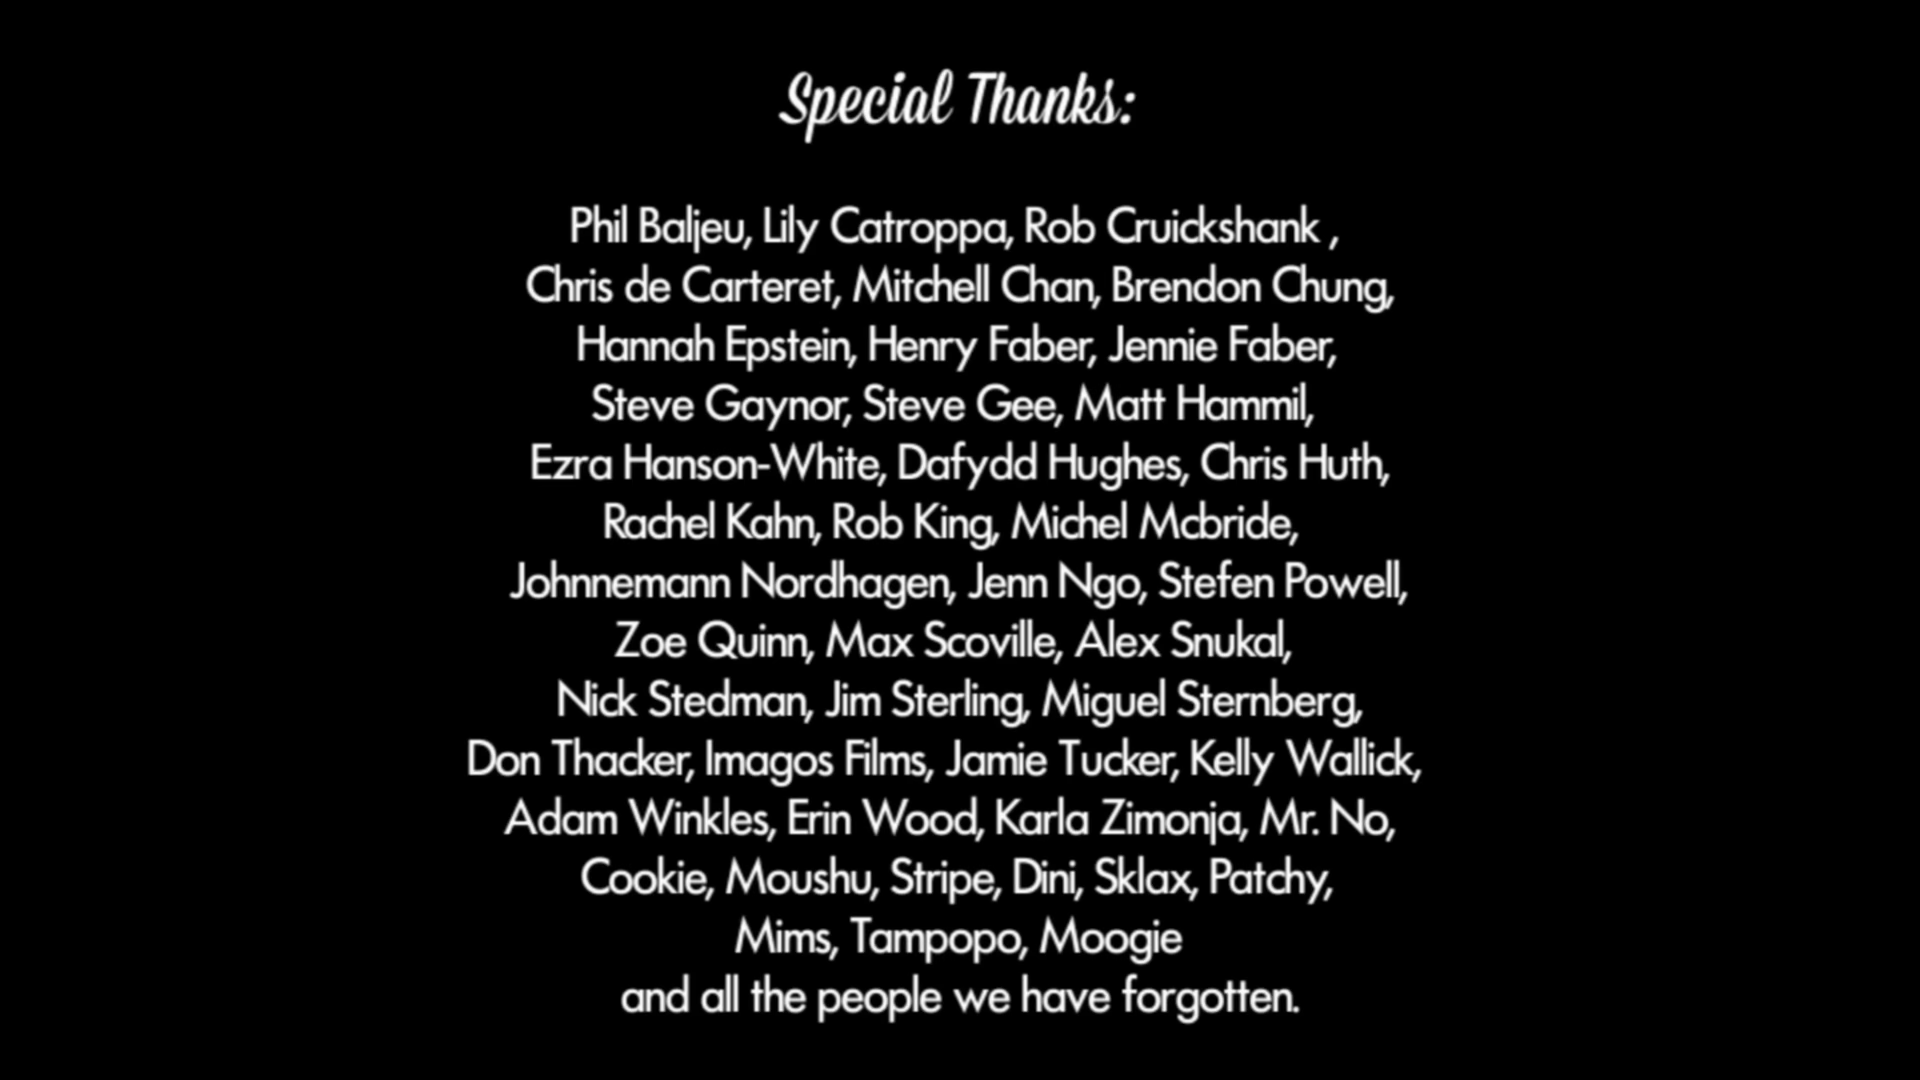 Special Thanks:
Phil Baljeu, Lily Catroppa, Rob Cruickshank ,
Chris de Carteret, Mitchell Chan, Brendon Chung,
Hannah Epstein, Henry Faber, Jennie Faber,
Steve Gaynor, Steve Gee, Matt Hammil,
Ezra Hanson-White, Dafydd Hughes, Chris Huth,
Rachel Kahn, Rob King, Michel Mcbride,
Johnnemann Nordhagen, Jenn Ngo, Stefen Powell,
Zoe Quinn, Max Scoville, Alex Snukal,
Nick Stedman, Jim Sterling, Miguel Sternberg,
Don Thacker, Imagos Films, Jamie Tucker, Kelly Wallick,
Adam Winkles, Erin Wood, Karla Zimonja, Mr. No,
Cookie, Moushu, Stripe, Dini, Sklax, Patchy,
Mims, Tampopo, Moogie
and all the people we have forgotten.